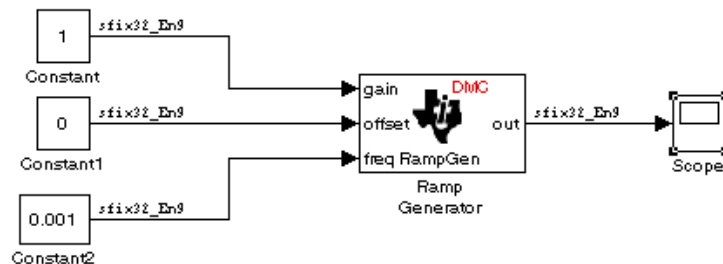 1
sfix32_En9
Constant
0
sfix32_En9
Constant1
0.001
sfix32_En9
Constant2
DMC
gain
offset
out
freq RampGen
Ramp
Generator
sfix32_En9
Scope